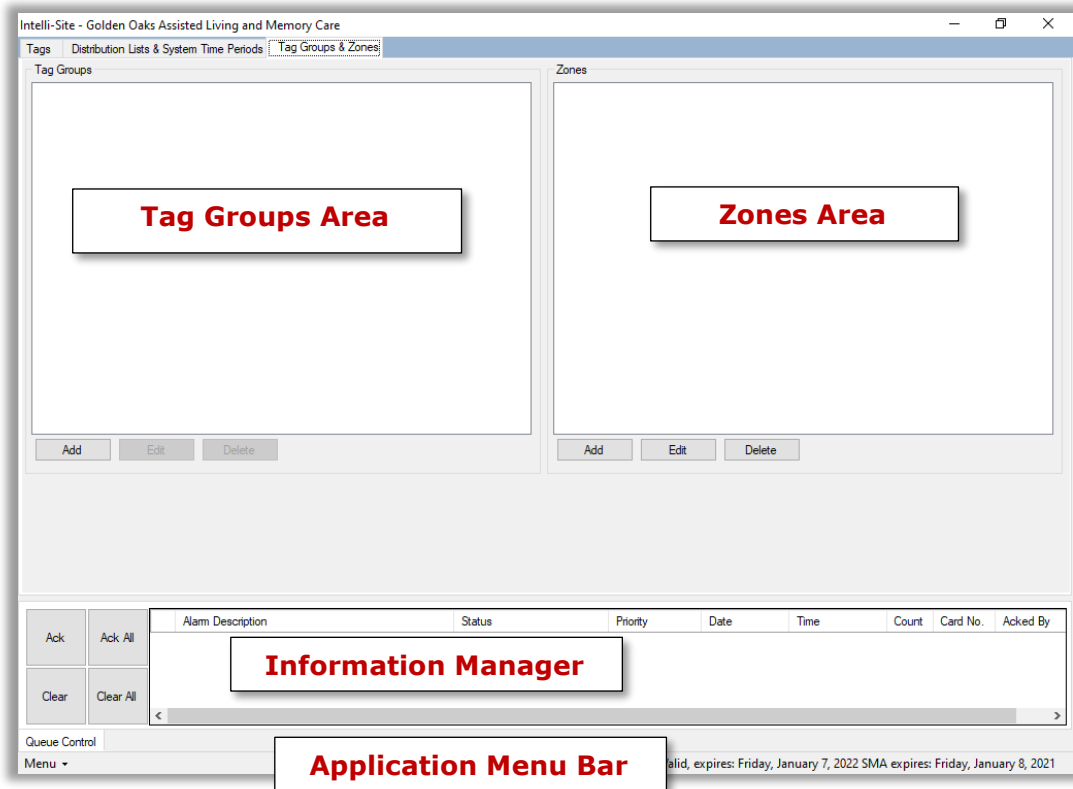 Intelli-Site - Golden Oaks Assisted Living and Memory Care
Tags Distribution Lists & System Time Periods Tag Groups & Zones
Tag Groups Zones
Tag Groups Area Zones Area
Add Edit Delete Add Edit Delete
Alarm Description Status Priority Date Time Count Card No. Acked By
Ack Ack All
Information Manager
Clear Clear All
Queue Control
Menu Application Menu Bar expires: Friday, January 7, 2022 SMA expires: Friday, January 8, 2021